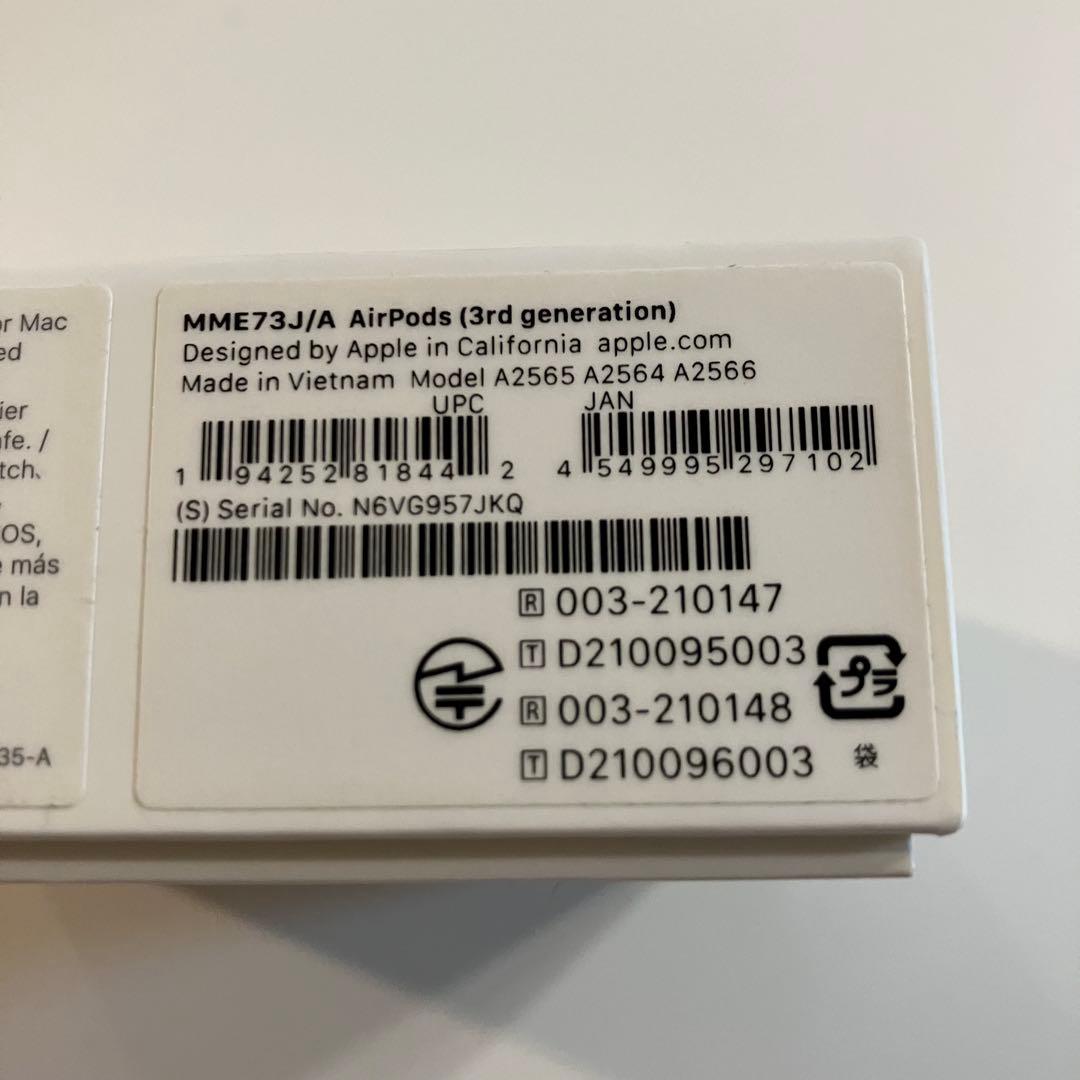 or Mac
ed
ier
afe. /
tch、
OS,
e más
n la
35-A
MME73J/A AirPods (3rd generation)
Designed by Apple in California apple.com
Made in Vietnam Model A2565 A2564 A2566
UPC JAN
1 94252 81844 2 4 549995 297102
(S) Serial No. N6VG957JKQ
R 003-210147
T D210095003
R 003-210148
T D210096003
プラ
袋